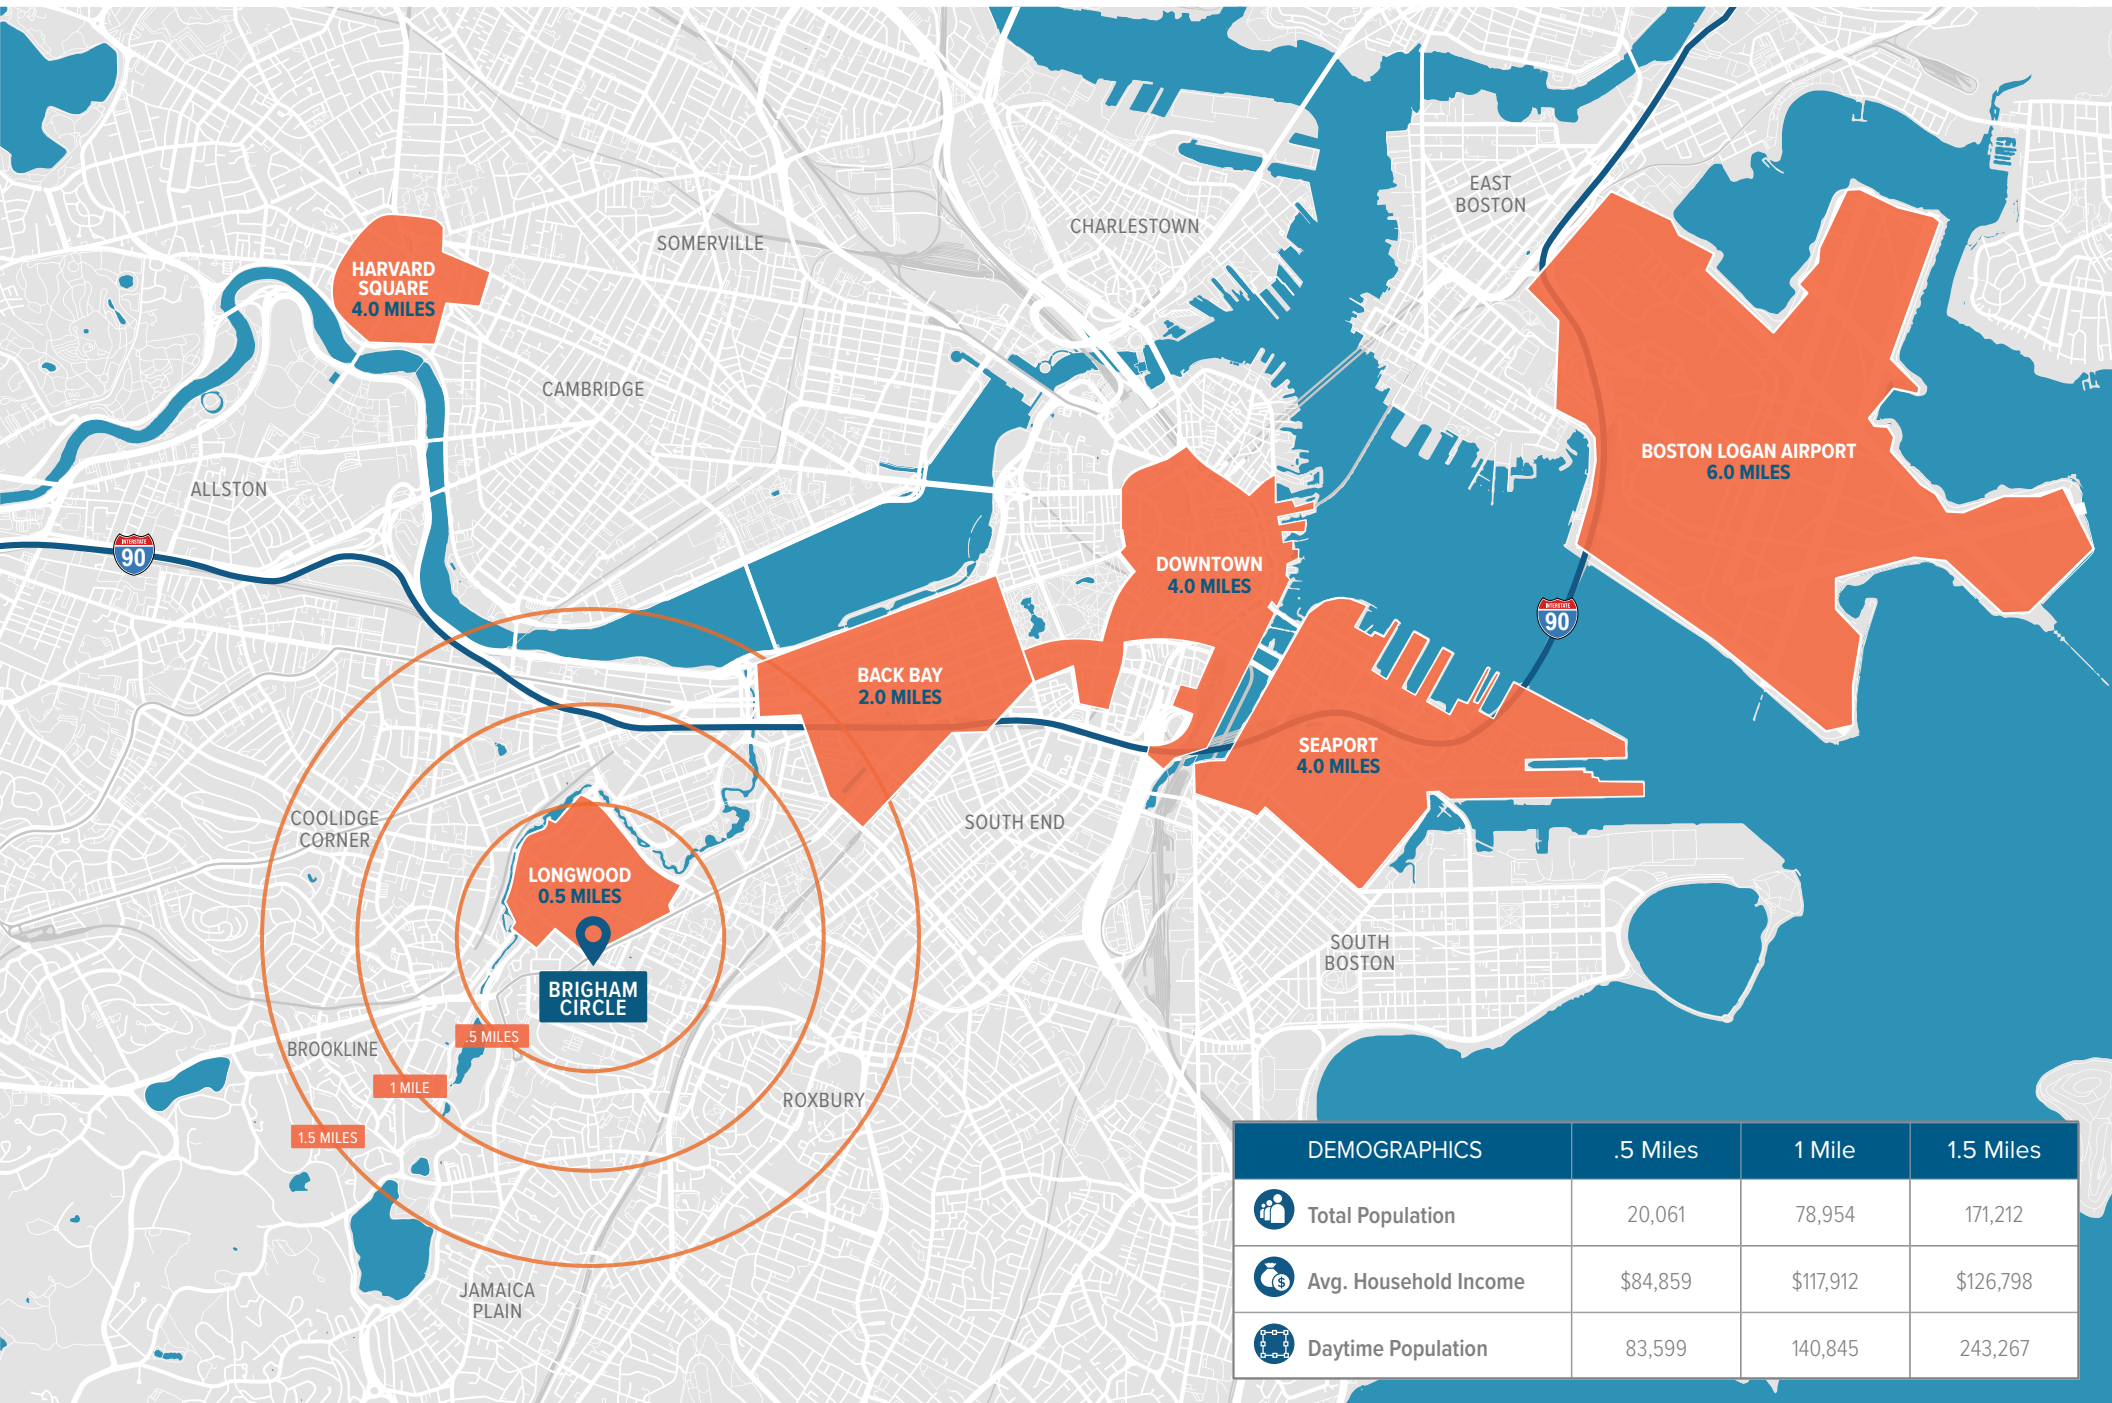 EAST
BOSTON
CHARLESTOWN
SOMERVILLE
HARVARD
SQUARE
4.0 MILES
CAMBRIDGE
BOSTON LOGAN AIRPORT
6.0 MILES
ALLSTON
INTERSTATE
90
DOWNTOWN
4.0 MILES
INTERSTATE
90
BACK BAY
2.0 MILES
SEAPORT
4.0 MILES
COOLIDGE
CORNER
SOUTH END
LONGWOOD
0.5 MILES
SOUTH
BOSTON
BRIGHAM
CIRCLE
.5 MILES
BROOKLINE
1 MILE
ROXBURY
1.5 MILES
JAMAICA
PLAIN
DEMOGRAPHICS .5 Miles 1 Mile 1.5 Miles
Total Population 20,061 78,954 171,212
$ Avg. Household Income $84,859 $117,912 $126,798
Daytime Population 83,599 140,845 243,267